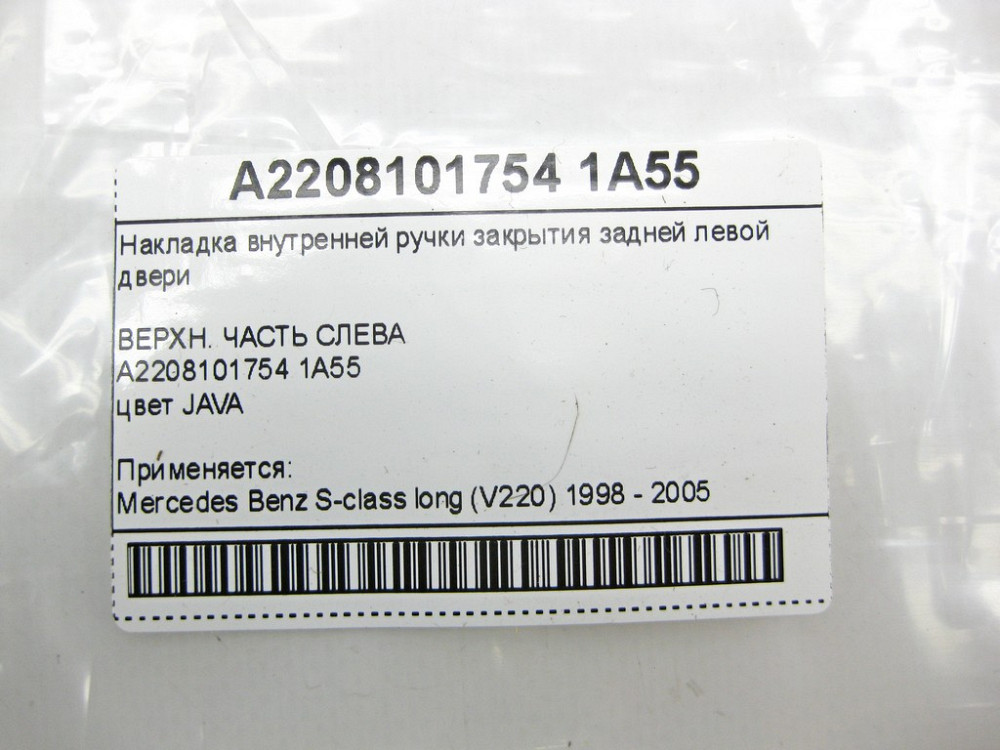 A2208101754 1A55
Накладка внутренней ручки закрытия задней левой
двери
ВЕРХН. ЧАСТЬ СЛЕВА
A2208101754 1A55
цвет JAVA
Применяется:
Mercedes Benz S-class long (V220) 1998 - 2005